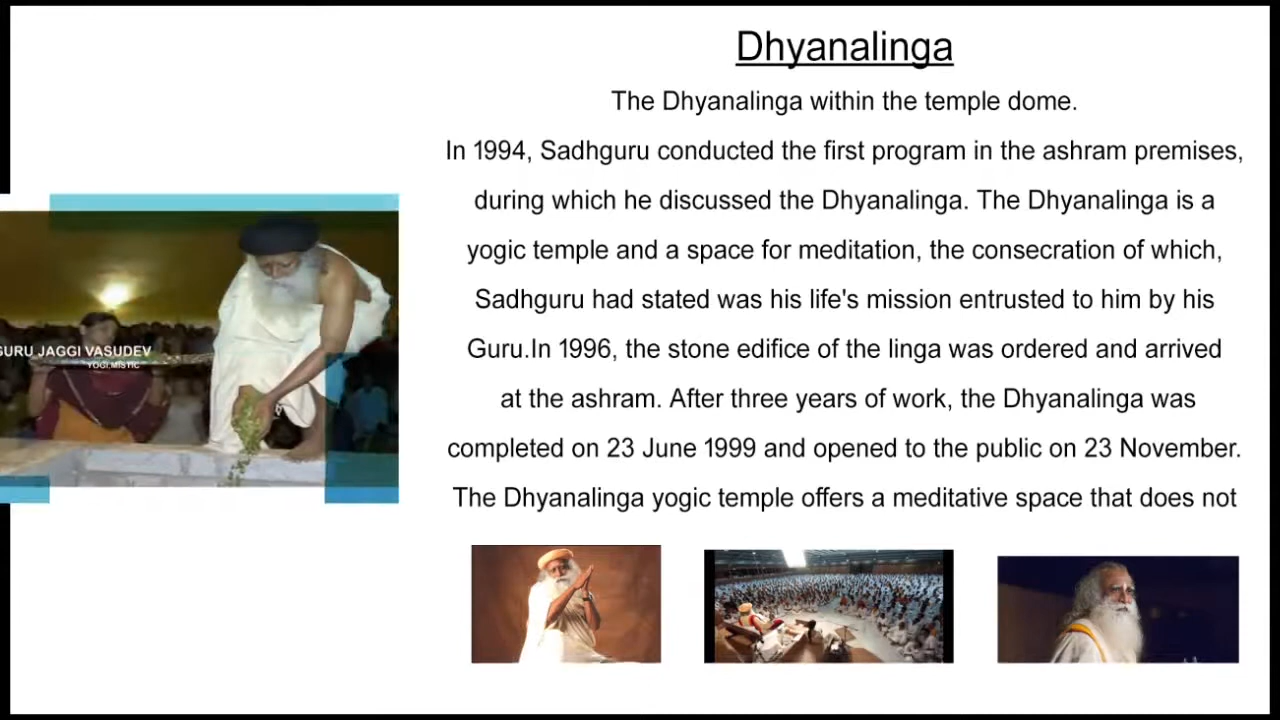 Dhyanalinga
The Dhyanalinga within the temple dome.
In 1994, Sadhguru conducted the first program in the ashram premises,
during which he discussed the Dhyanalinga. The Dhyanalinga is a
yogic temple and a space for meditation, the consecration of which,
Sadhguru had stated was his life's mission entrusted to him by his
Guru.In 1996, the stone edifice of the linga was ordered and arrived
at the ashram. After three years of work, the Dhyanalinga was
completed on 23 June 1999 and opened to the public on 23 November.
The Dhyanalinga yogic temple offers a meditative space that does not
GURU JAGGI VASUDEV
YOGI.MISTIC